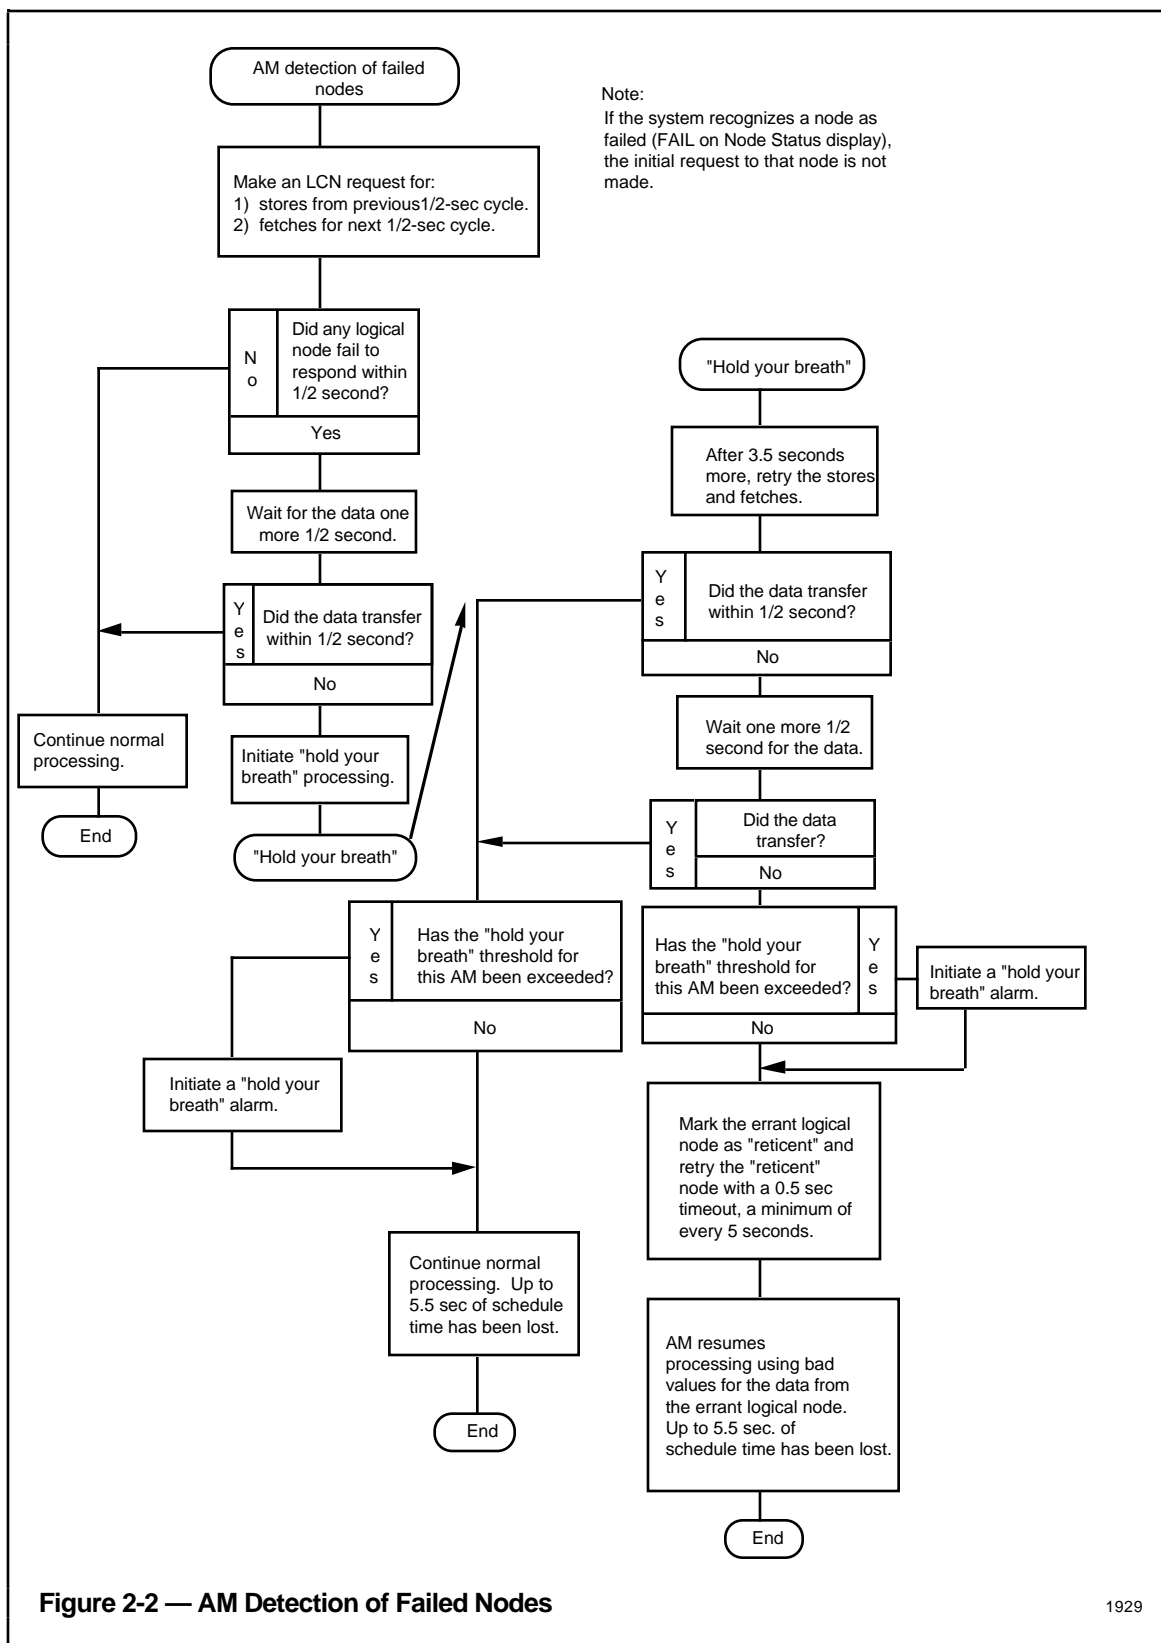 AM detection of failed
nodes
Note:
If the system recognizes a node as
failed (FAIL on Node Status display),
the initial request to that node is not
made.
Make an LCN request for:
1) stores from previous1/2-sec cycle.
2) fetches for next 1/2-sec cycle.
No
Did any logical
node fail to
respond within
1/2 second?
Yes
Wait for the data one
more 1/2 second.
Yes
Did the data transfer
within 1/2 second?
No
Continue normal
processing.
End
Initiate "hold your
breath" processing.
"Hold your breath"
"Hold your breath"
After 3.5 seconds
more, retry the stores
and fetches.
Yes
Did the data transfer
within 1/2 second?
No
Wait one more 1/2
second for the data.
Yes
Did the data
transfer?
No
Yes
Has the "hold your
breath" threshold for
this AM been exceeded?
No
Initiate a "hold your
breath" alarm.
Continue normal
processing. Up to
5.5 sec of schedule
time has been lost.
End
Has the "hold your
breath" threshold for
this AM been exceeded?
Yes
No
Initiate a "hold your
breath" alarm.
Mark the errant logical
node as "reticent" and
retry the "reticent"
node with a 0.5 sec
timeout, a minimum of
every 5 seconds.
AM resumes
processing using bad
values for the data from
the errant logical node.
Up to 5.5 sec. of
schedule time has been lost.
End
Figure 2-2 — AM Detection of Failed Nodes
1929